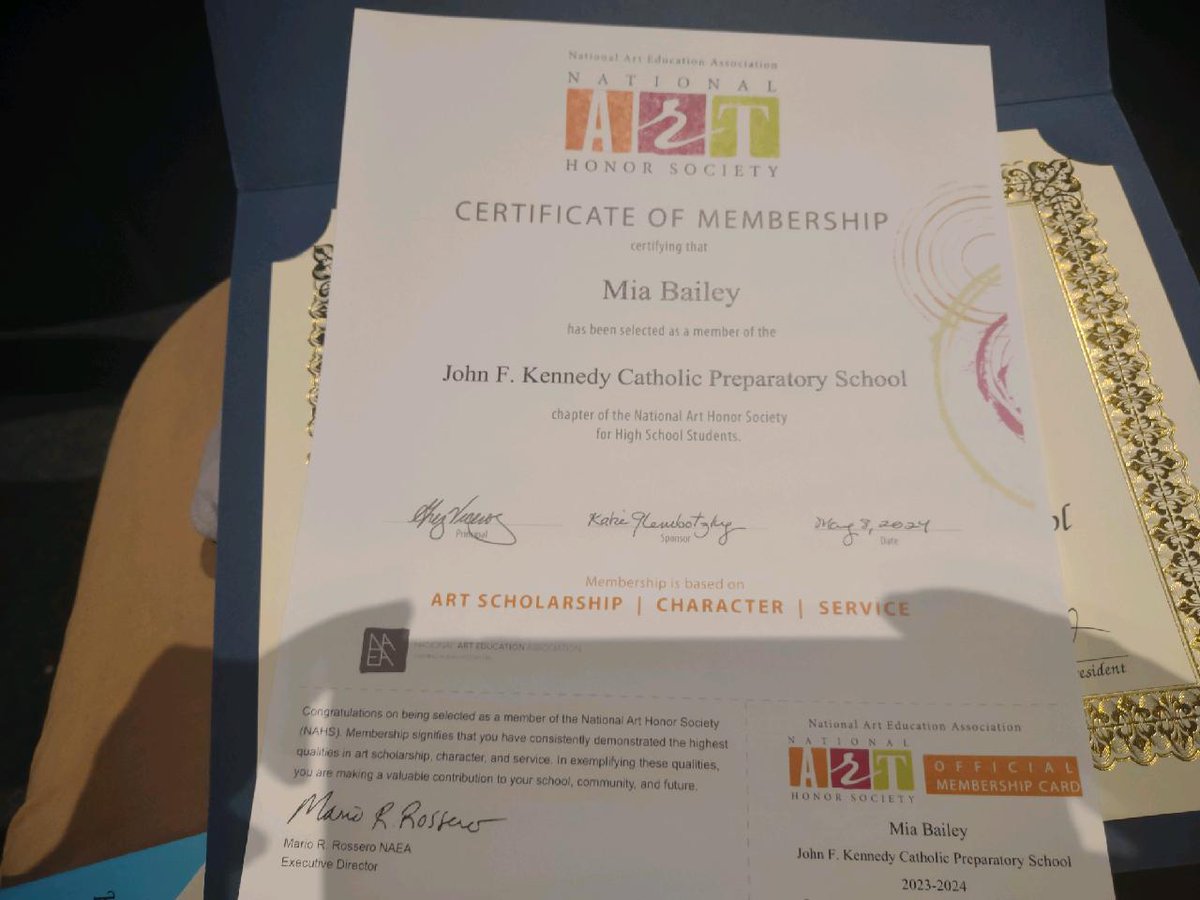 National Art Education Association
NATIONAL
ART
HONOR SOCIETY
CERTIFICATE OF MEMBERSHIP
certifying that
Mia Bailey
has been selected as a member of the
John F. Kennedy Catholic Preparatory School
chapter of the National Art Honor Society
for High School Students.
Principal
Katie
Sponsor
May 8, 2024
Date
Membership is based on
ART SCHOLARSHIP | CHARACTER | SERVICE
NAEA
NATIONAL ART EDUCATION ASSOCIATION
Congratulations on being selected as a member of the National Art Honor Society
(NAHS). Membership signifies that you have consistently demonstrated the highest
qualities in art scholarship, character, and service. In exemplifying these qualities,
you are making a valuable contribution to your school, community, and future.
Mario R. Rossero
Mario R. Rossero NAEA
Executive Director
National Art Education Association
NATIONAL
ART
HONOR SOCIETY
OFFICIAL
MEMBERSHIP CARD
Mia Bailey
John F. Kennedy Catholic Preparatory School
2023-2024
esident